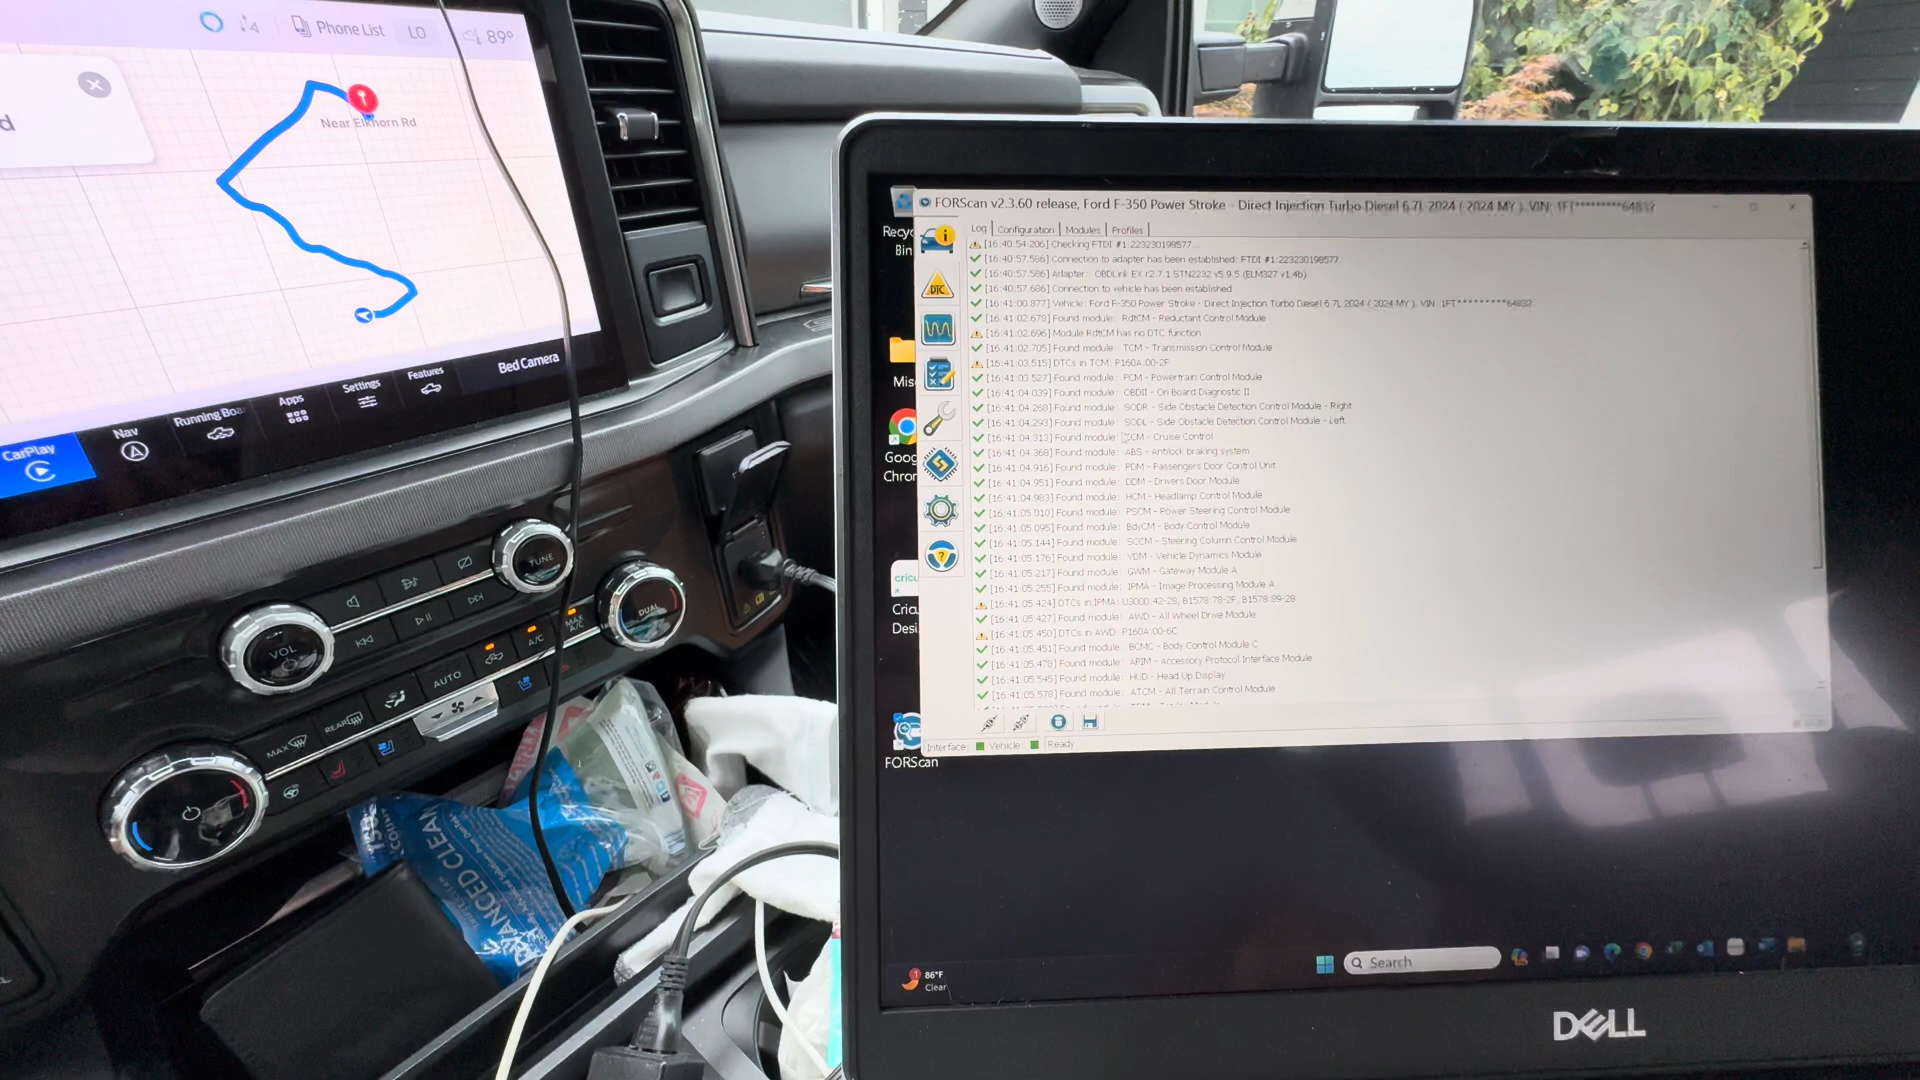 Phone List
LO
89°
d
Near Elkhorn Rd
CarPlay
Nav
Running Boa
Apps
Settings
Features
Bed Camera
VOL
TUNE
DUAL
A/C
MAX A/C
AUTO
REAR
MAX
ADVANCED CLEAN
Recyc
Bin
Misc
Goog
Chron
cricu
Cricu
Desi
FORScan
FORScan v2.3.60 release, Ford F-350 Power Stroke - Direct Injection Turbo Diesel 6.7L 2024 ( 2024 MY ), VIN: 1FT*********64832
Log
Configuration
Modules
Profiles
DTC
[16:40:54.206] Checking FTDI #1:223230198577...
[16:40:57.586] Connection to adapter has been established: FTDI #1:223230198577
[16:40:57.586] Adapter: OBDLink EX r2.7.1 STN2232 v5.9.5 (ELM327 v1.4b)
[16:40:57.686] Connection to vehicle has been established
[16:41:00.877] Vehicle: Ford F-350 Power Stroke - Direct Injection Turbo Diesel 6.7L 2024 ( 2024 MY ), VIN: 1FT*********64832
[16:41:02.678] Found module: RdtCM - Reductant Control Module
[16:41:02.696] Module RdtCM has no DTC function
[16:41:02.705] Found module: TCM - Transmission Control Module
[16:41:03.515] DTCs in TCM: P160A:00-2F
[16:41:03.527] Found module: PCM - Powertrain Control Module
[16:41:04.039] Found module: OBDII - On Board Diagnostic II
[16:41:04.268] Found module: SODR - Side Obstacle Detection Control Module - Right
[16:41:04.293] Found module: SODL - Side Obstacle Detection Control Module - Left
[16:41:04.313] Found module: CCM - Cruise Control
[16:41:04.368] Found module: ABS - Antilock braking system
[16:41:04.916] Found module: PDM - Passengers Door Control Unit
[16:41:04.951] Found module: DDM - Drivers Door Module
[16:41:04.983] Found module: HCM - Headlamp Control Module
[16:41:05.010] Found module: PSCM - Power Steering Control Module
[16:41:05.095] Found module: BdyCM - Body Control Module
[16:41:05.144] Found module: SCCM - Steering Column Control Module
[16:41:05.176] Found module: VDM - Vehicle Dynamics Module
[16:41:05.217] Found module: GWM - Gateway Module A
[16:41:05.255] Found module: IPMA - Image Processing Module A
[16:41:05.424] DTCs in IPMA: U3000:42-28, B1578:78-2F, B1578:89-28
[16:41:05.427] Found module: AWD - All Wheel Drive Module
[16:41:05.450] DTCs in AWD: P160A:00-6C
[16:41:05.451] Found module: BCMC - Body Control Module C
[16:41:05.478] Found module: APIM - Accessory Protocol Interface Module
[16:41:05.545] Found module: HUD - Head Up Display
[16:41:05.578] Found module: ATCM - All Terrain Control Module
Interface:
Vehicle:
Ready
1
86°F
Clear
Search
DELL